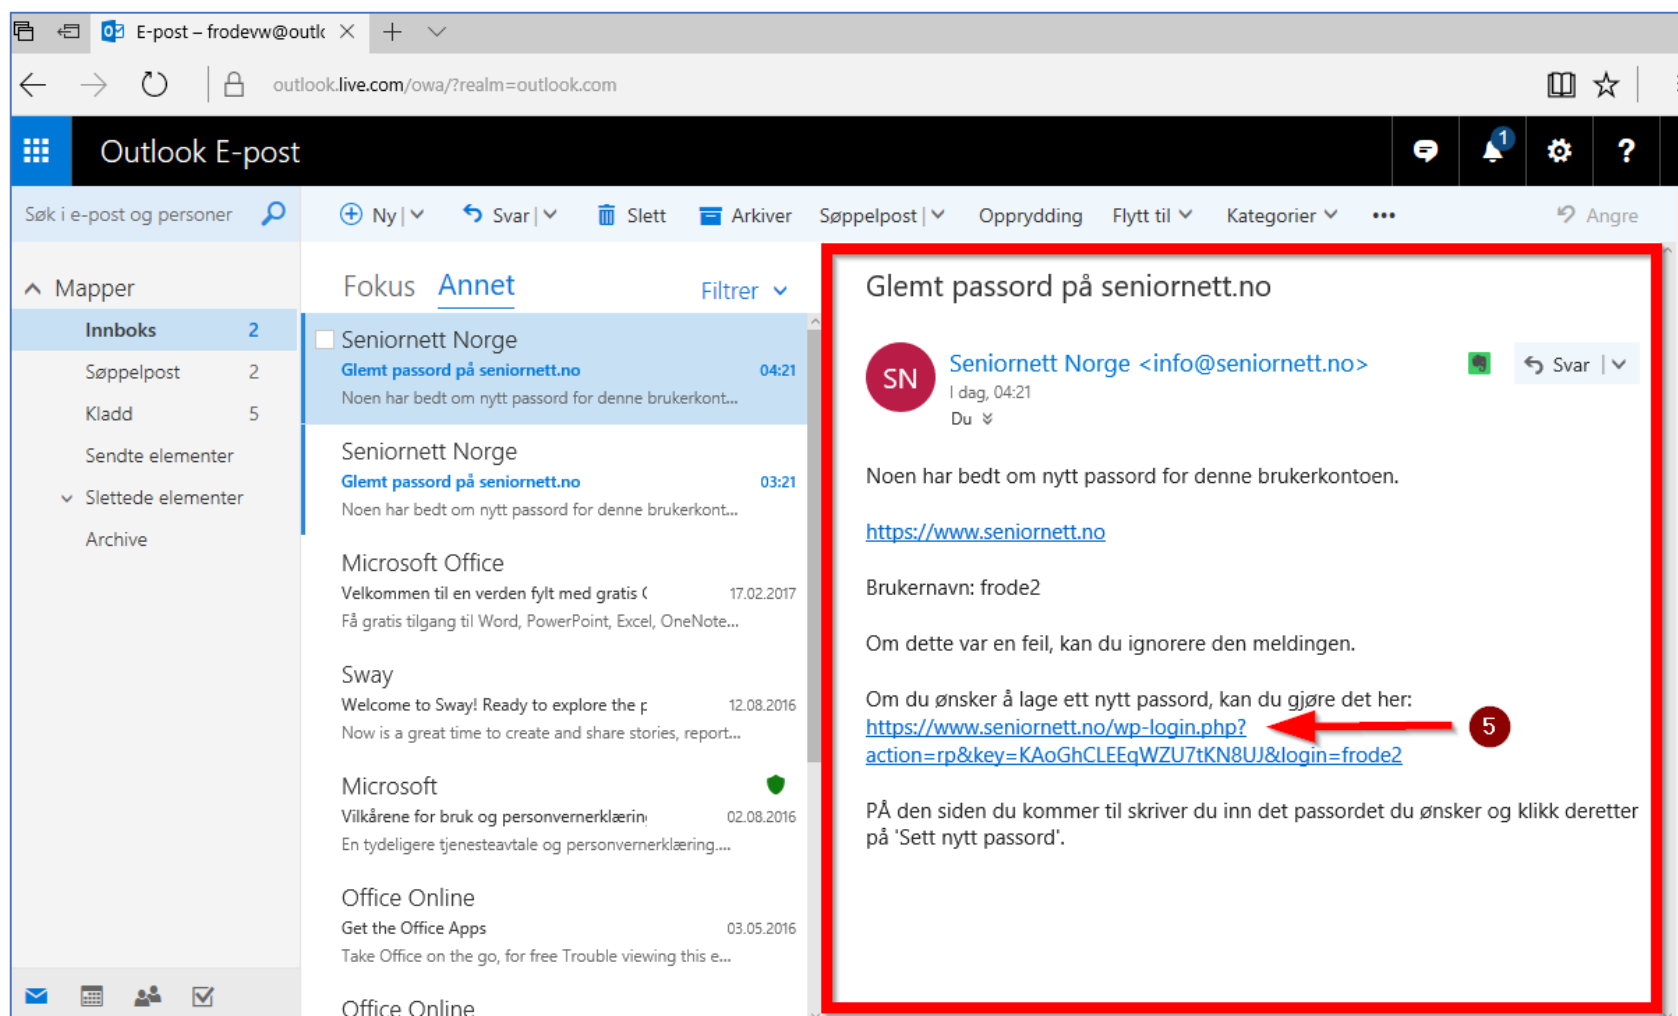 E-post – frodevw@outl
outlook.live.com/owa/?realm=outlook.com
Outlook E-post
1
?
Søk i e-post og personer
Ny
Svar
Slett
Arkiver
Søppelpost
Opprydding
Flytt til
Kategorier
Angre
Mapper
Innboks 2
Søppelpost 2
Kladd 5
Sendte elementer
Slettede elementer
Archive
Fokus Annet
Filtrer
Seniornett Norge
Glemt passord på seniornett.no 04:21
Noen har bedt om nytt passord for denne brukerkont...
Seniornett Norge
Glemt passord på seniornett.no 03:21
Noen har bedt om nytt passord for denne brukerkont...
Microsoft Office
Velkommen til en verden fylt med gratis 17.02.2017
Få gratis tilgang til Word, PowerPoint, Excel, OneNote...
Sway
Welcome to Sway! Ready to explore the 12.08.2016
Now is a great time to create and share stories, report...
Microsoft
Vilkårene for bruk og personvernerklærin 02.08.2016
En tydeligere tjenesteavtale og personvernerklæring....
Office Online
Get the Office Apps 03.05.2016
Take Office on the go, for free Trouble viewing this e...
Office Online
Glemt passord på seniornett.no
SN
Seniornett Norge <info@seniornett.no>
I dag, 04:21
Du
Svar
Noen har bedt om nytt passord for denne brukerkontoen.
https://www.seniornett.no
Brukernavn: frode2
Om dette var en feil, kan du ignorere den meldingen.
Om du ønsker å lage ett nytt passord, kan du gjøre det her:
https://www.seniornett.no/wp-login.php?
5
action=rp&key=KAoGhCLEEqWZU7tKN8UJ&login=frode2
PÅ den siden du kommer til skriver du inn det passordet du ønsker og klikk deretter
på 'Sett nytt passord'.